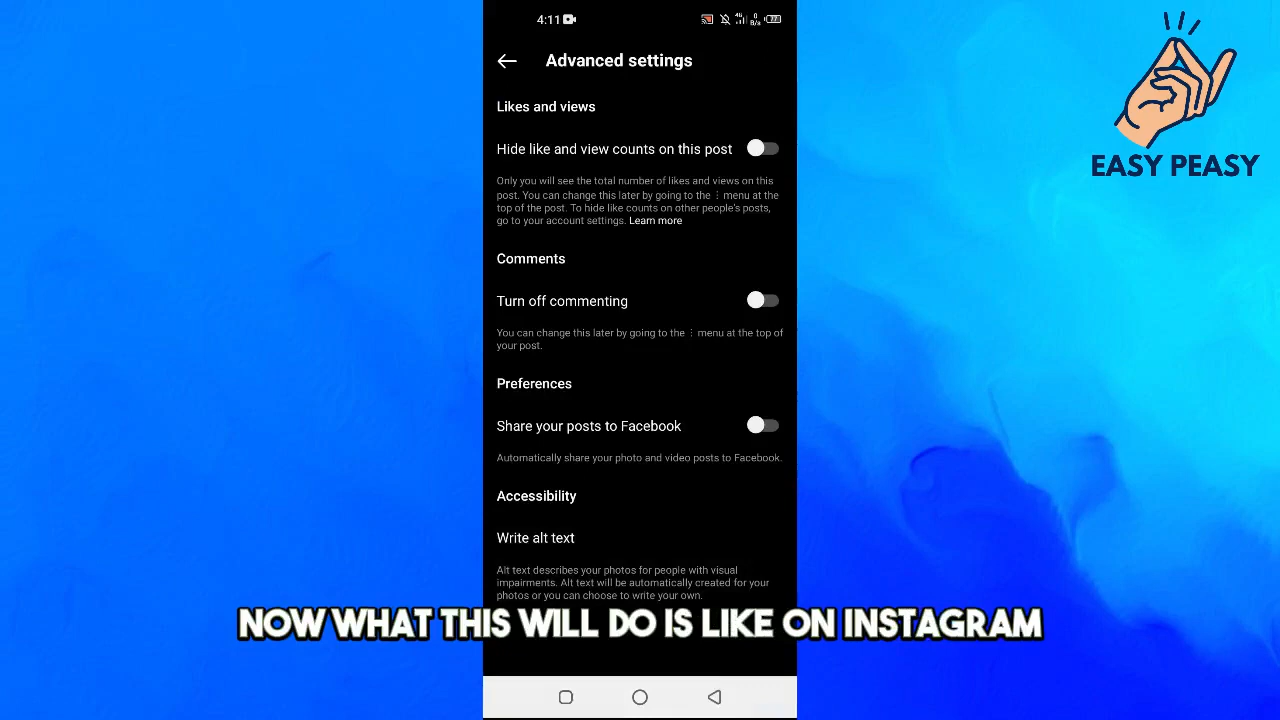 4:11
4G
0
B/s
77
EASY PEASY
Advanced settings
Likes and views
Hide like and view counts on this post
Only you will see the total number of likes and views on this
post. You can change this later by going to the ⋮ menu at the
top of the post. To hide like counts on other people's posts,
go to your account settings. Learn more
Comments
Turn off commenting
You can change this later by going to the ⋮ menu at the top of
your post.
Preferences
Share your posts to Facebook
Automatically share your photo and video posts to Facebook.
Accessibility
Write alt text
Alt text describes your photos for people with visual
impairments. Alt text will be automatically created for your
photos or you can choose to write your own.
NOW WHAT THIS WILL DO IS LIKE ON INSTAGRAM